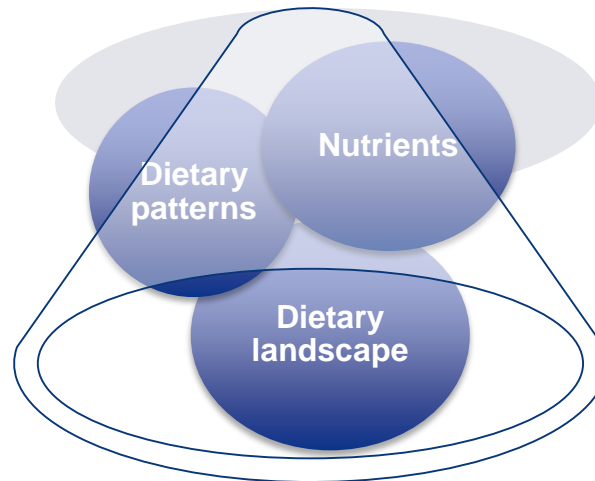 Nutrients
Dietary
patterns
Dietary
landscape